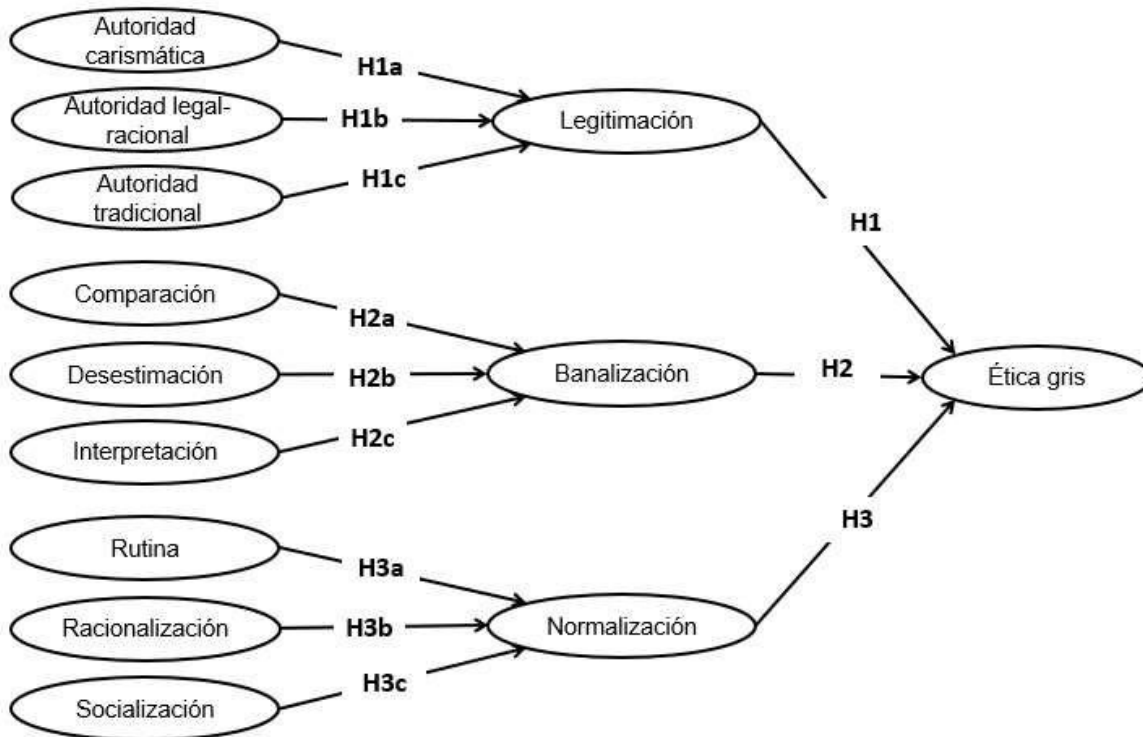 Autoridad
carismática
H1a
Autoridad legal-
racional
H1b
Legitimación
Autoridad
tradicional
H1c
H1
Comparación
H2a
Desestimación
H2b
Banalización
H2
Ética gris
Interpretación
H2c
H3
Rutina
H3a
Racionalización
H3b
Normalización
Socialización
H3c